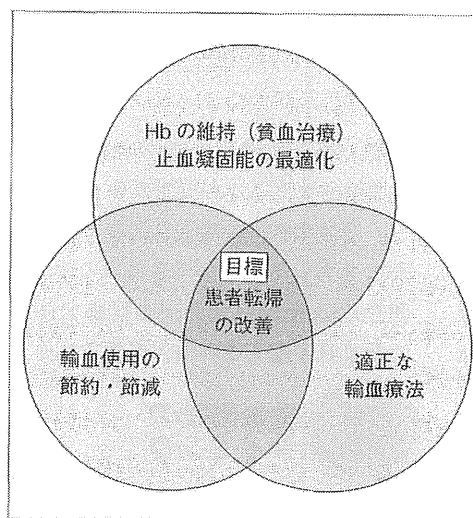 Hb の維持（貧血治療）
止血凝固能の最適化
目標
患者転帰
の改善
輸血使用の
節約・節減
適正な
輸血療法